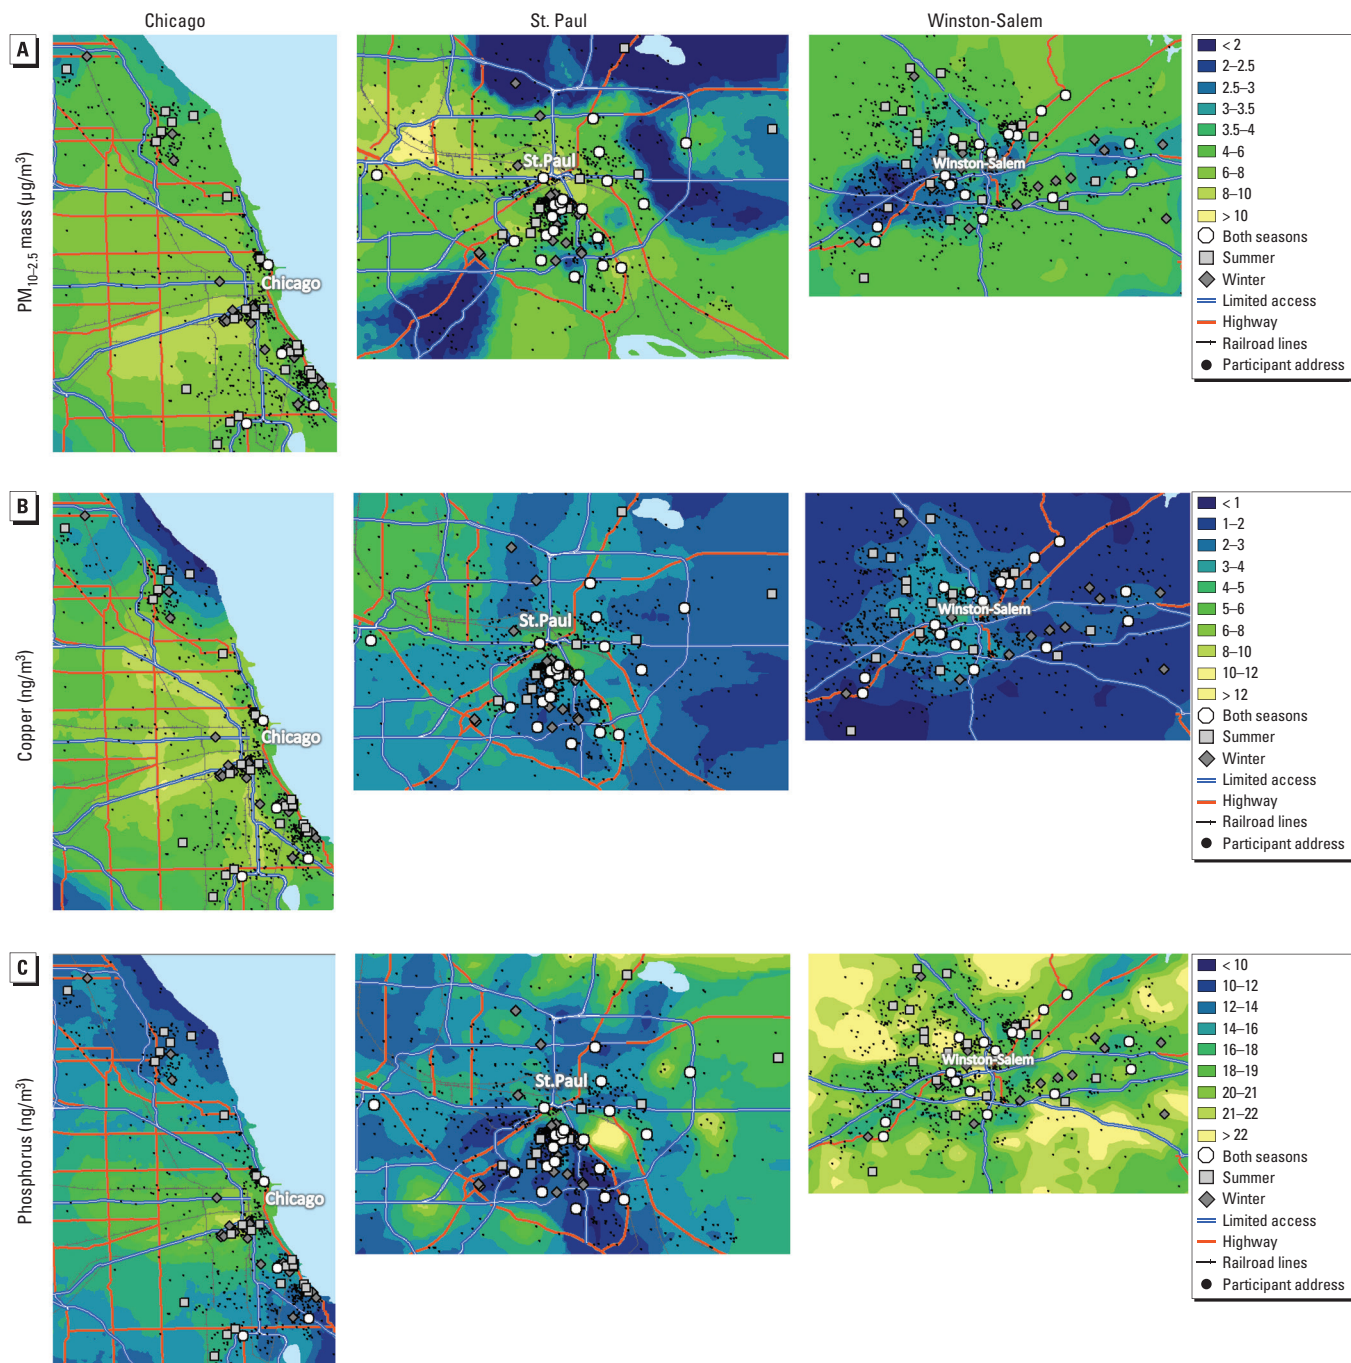 Chicago
St. Paul
Winston-Salem
A
PM10–2.5 mass (µg/m³)
Chicago
St.Paul
Winston-Salem
< 2
2–2.5
2.5–3
3–3.5
3.5–4
4–6
6–8
8–10
> 10
Both seasons
Summer
Winter
Limited access
Highway
Railroad lines
Participant address
B
Copper (ng/m³)
Chicago
St.Paul
Winston-Salem
< 1
1–2
2–3
3–4
4–5
5–6
6–8
8–10
10–12
> 12
Both seasons
Summer
Winter
Limited access
Highway
Railroad lines
Participant address
C
Phosphorus (ng/m³)
Chicago
St.Paul
Winston-Salem
< 10
10–12
12–14
14–16
16–18
18–19
20–21
21–22
> 22
Both seasons
Summer
Winter
Limited access
Highway
Railroad lines
Participant address